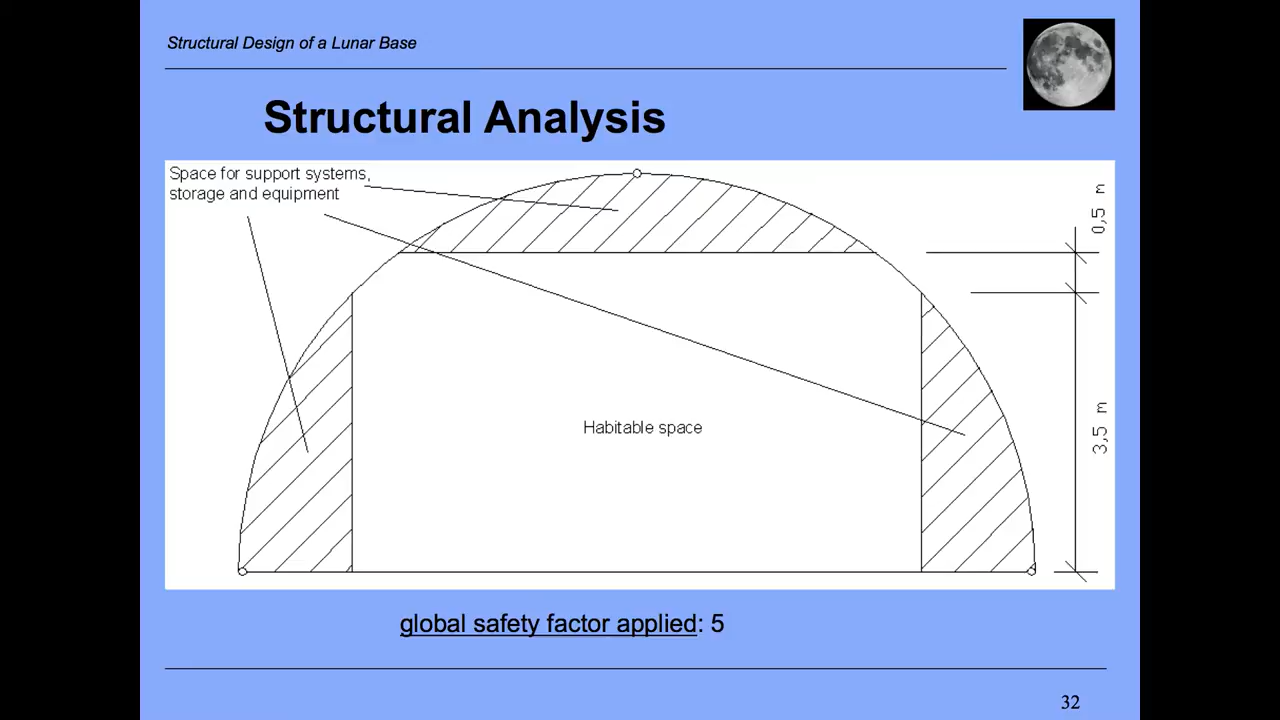 Structural Design of a Lunar Base
Structural Analysis
Space for support systems,
storage and equipment
0,5 m
Habitable space
3,5 m
global safety factor applied: 5
32